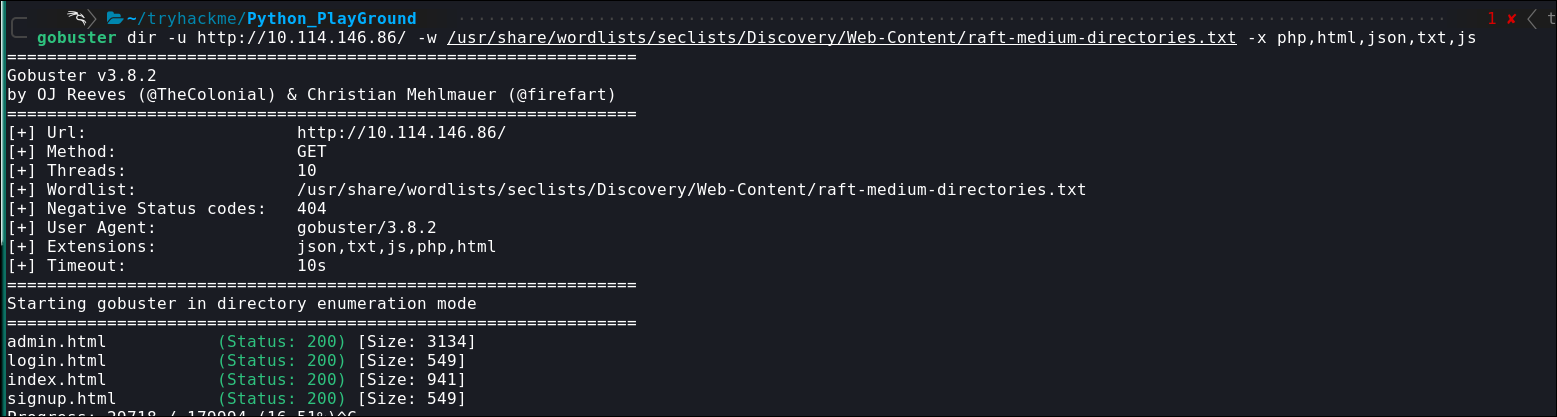 ~/tryhackme/Python_PlayGround 1 ✘ t
gobuster dir -u http://10.114.146.86/ -w /usr/share/wordlists/seclists/Discovery/Web-Content/raft-medium-directories.txt -x php,html,json,txt,js
===============================================================
Gobuster v3.8.2
by OJ Reeves (@TheColonial) & Christian Mehlmauer (@firefart)
===============================================================
[+] Url:                     http://10.114.146.86/
[+] Method:                  GET
[+] Threads:                 10
[+] Wordlist:                /usr/share/wordlists/seclists/Discovery/Web-Content/raft-medium-directories.txt
[+] Negative Status codes:   404
[+] User Agent:              gobuster/3.8.2
[+] Extensions:              json,txt,js,php,html
[+] Timeout:                 10s
===============================================================
Starting gobuster in directory enumeration mode
===============================================================
admin.html           (Status: 200) [Size: 3134]
login.html           (Status: 200) [Size: 549]
index.html           (Status: 200) [Size: 941]
signup.html          (Status: 200) [Size: 549]